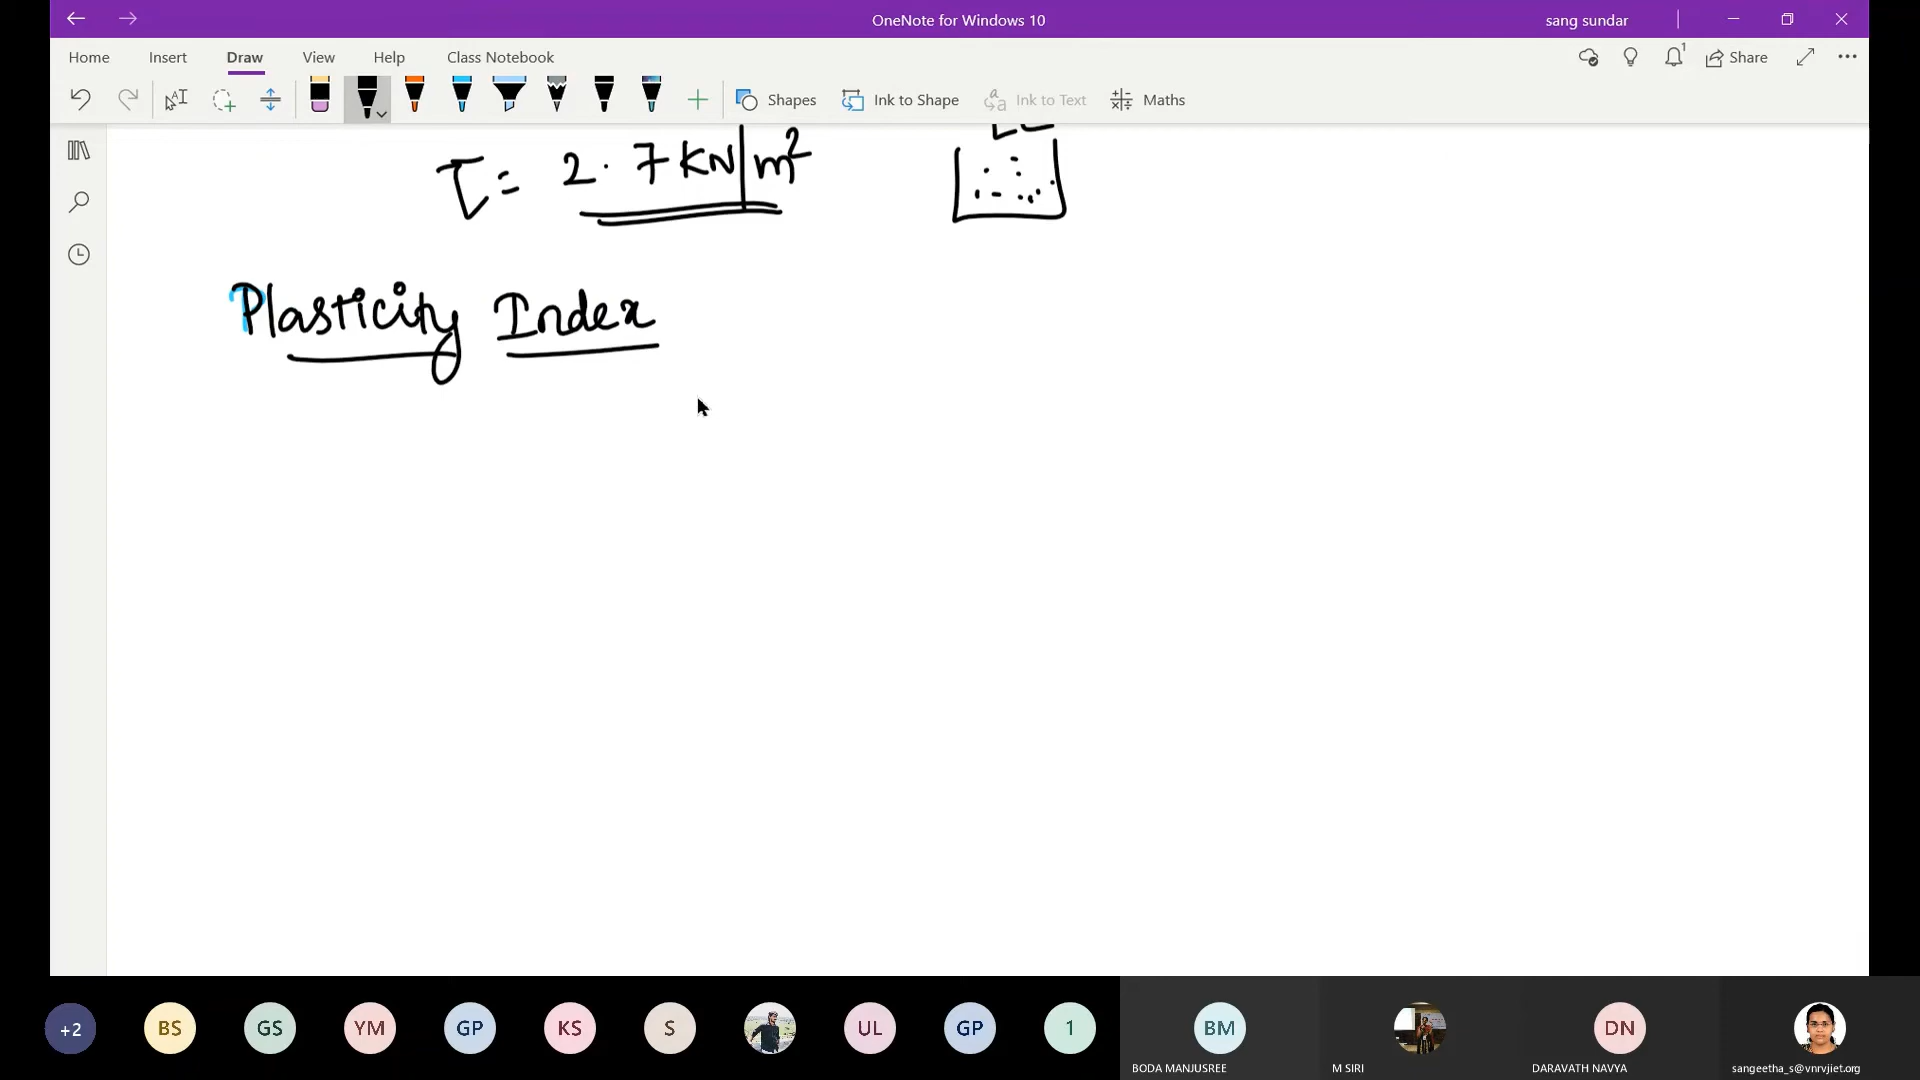 OneNote for Windows 10
sang sundar
Home Insert Draw View Help Class Notebook
1 Share
Shapes Ink to Shape Ink to Text Maths
τ = 2.7 KN/m²
Plasticity Index
+2 BS GS YM GP KS S UL GP 1 BM DN
BODA MANJUSREE M SIRI DARAVATH NAVYA sangeetha_s@vnrvjiet.org